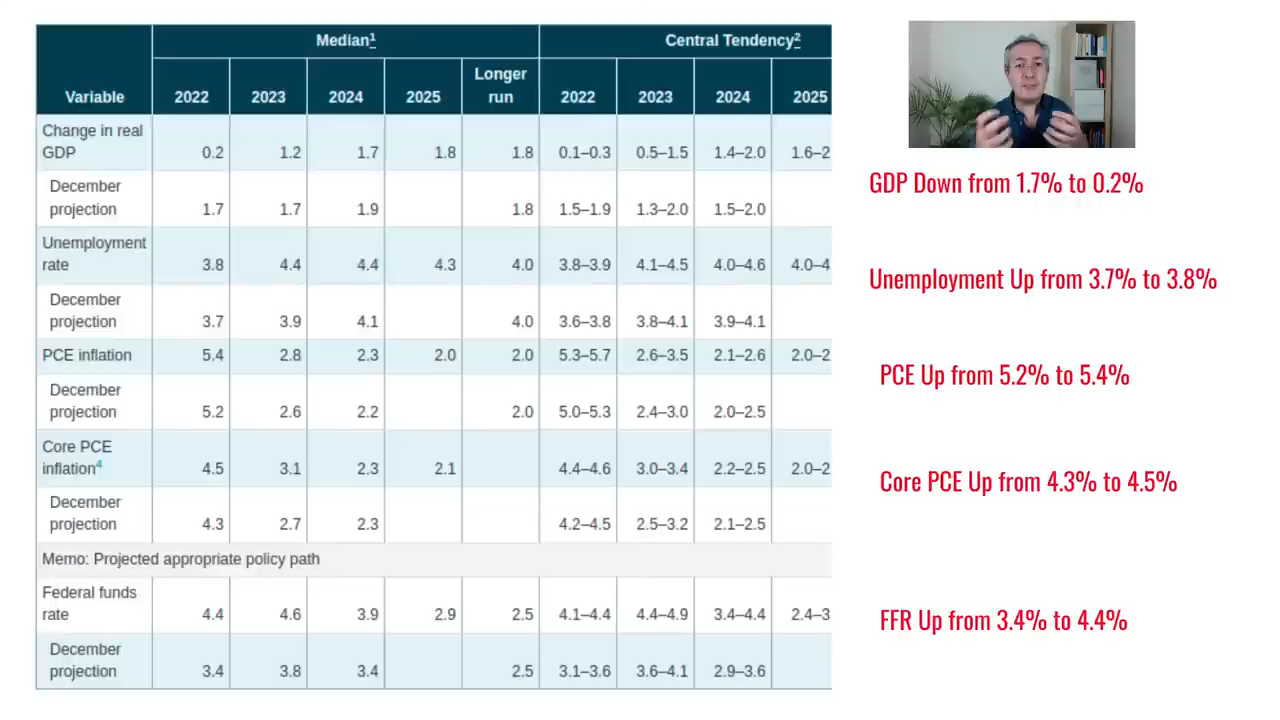 Median1 Central Tendency2
Variable 2022 2023 2024 2025 Longer run 2022 2023 2024 2025
Change in real
GDP 0.2 1.2 1.7 1.8 1.8 0.1–0.3 0.5–1.5 1.4–2.0 1.6–2
December
projection 1.7 1.7 1.9 1.8 1.5–1.9 1.3–2.0 1.5–2.0
Unemployment
rate 3.8 4.4 4.4 4.3 4.0 3.8–3.9 4.1–4.5 4.0–4.6 4.0–4
December
projection 3.7 3.9 4.1 4.0 3.6–3.8 3.8–4.1 3.9–4.1
PCE inflation 5.4 2.8 2.3 2.0 2.0 5.3–5.7 2.6–3.5 2.1–2.6 2.0–2
December
projection 5.2 2.6 2.2 2.0 5.0–5.3 2.4–3.0 2.0–2.5
Core PCE
inflation4 4.5 3.1 2.3 2.1 4.4–4.6 3.0–3.4 2.2–2.5 2.0–2
December
projection 4.3 2.7 2.3 4.2–4.5 2.5–3.2 2.1–2.5
Memo: Projected appropriate policy path
Federal funds
rate 4.4 4.6 3.9 2.9 2.5 4.1–4.4 4.4–4.9 3.4–4.4 2.4–3
December
projection 3.4 3.8 3.4 2.5 3.1–3.6 3.6–4.1 2.9–3.6
GDP Down from 1.7% to 0.2%
Unemployment Up from 3.7% to 3.8%
PCE Up from 5.2% to 5.4%
Core PCE Up from 4.3% to 4.5%
FFR Up from 3.4% to 4.4%